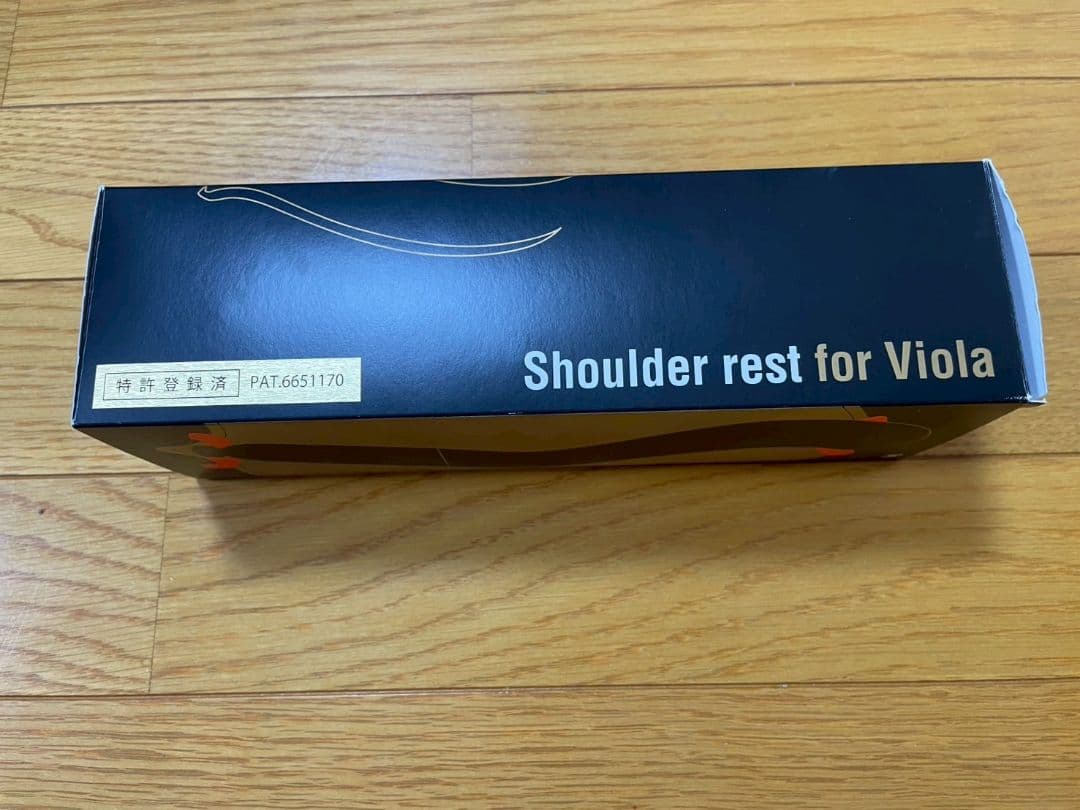 特許登録済 PAT.6651170
Shoulder rest for Viola